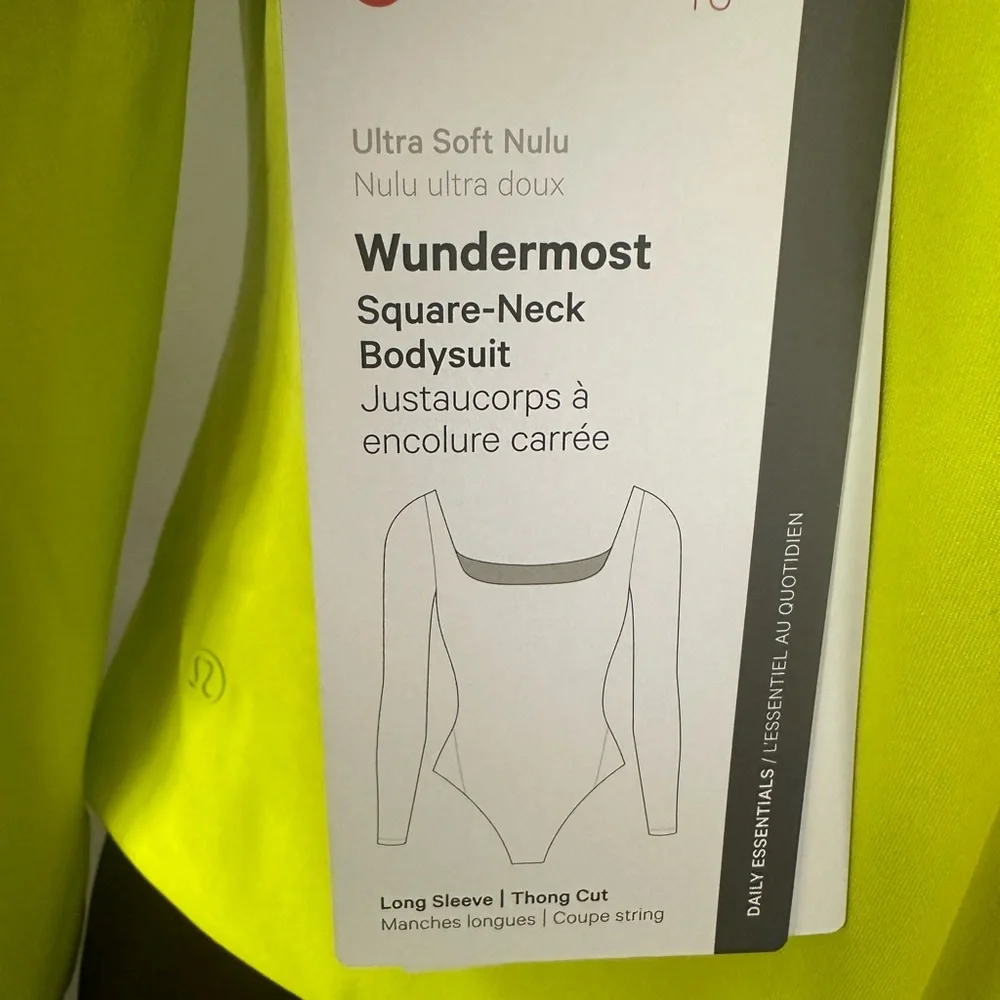 Ultra Soft Nulu
Nulu ultra doux
Wundermost
Square-Neck
Bodysuit
Justaucorps à
encolure carrée
Long Sleeve | Thong Cut
Manches longues | Coupe string
DAILY ESSENTIALS / L'ESSENTIEL AU QUOTIDIEN